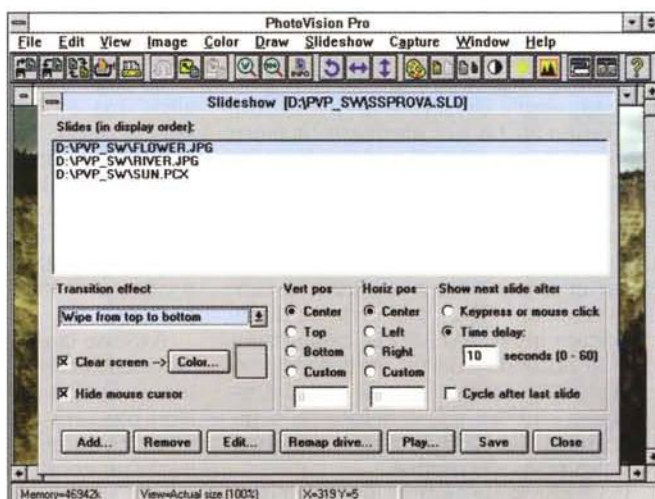 PhotoVision Pro
File Edit View Image Color Draw Slideshow Capture Window Help
INFO
Slideshow [D:\PVP_SW\SSPROVA.SLD]
Slides (in display order):
D:\PVP_SW\FLOWER.JPG
D:\PVP_SW\RIVER.JPG
D:\PVP_SW\SUN.PCX
Transition effect
Wipe from top to bottom
Clear screen --> Color...
Hide mouse cursor
Vert pos
Center
Top
Bottom
Custom
0
Horiz pos
Center
Left
Right
Custom
0
Show next slide after
Keypress or mouse click
Time delay:
10 seconds (0 - 60)
Cycle after last slide
Add... Remove Edit... Remap drive... Play... Save Close
Memory=46942k View=Actual size (100%) X=319 Y=5